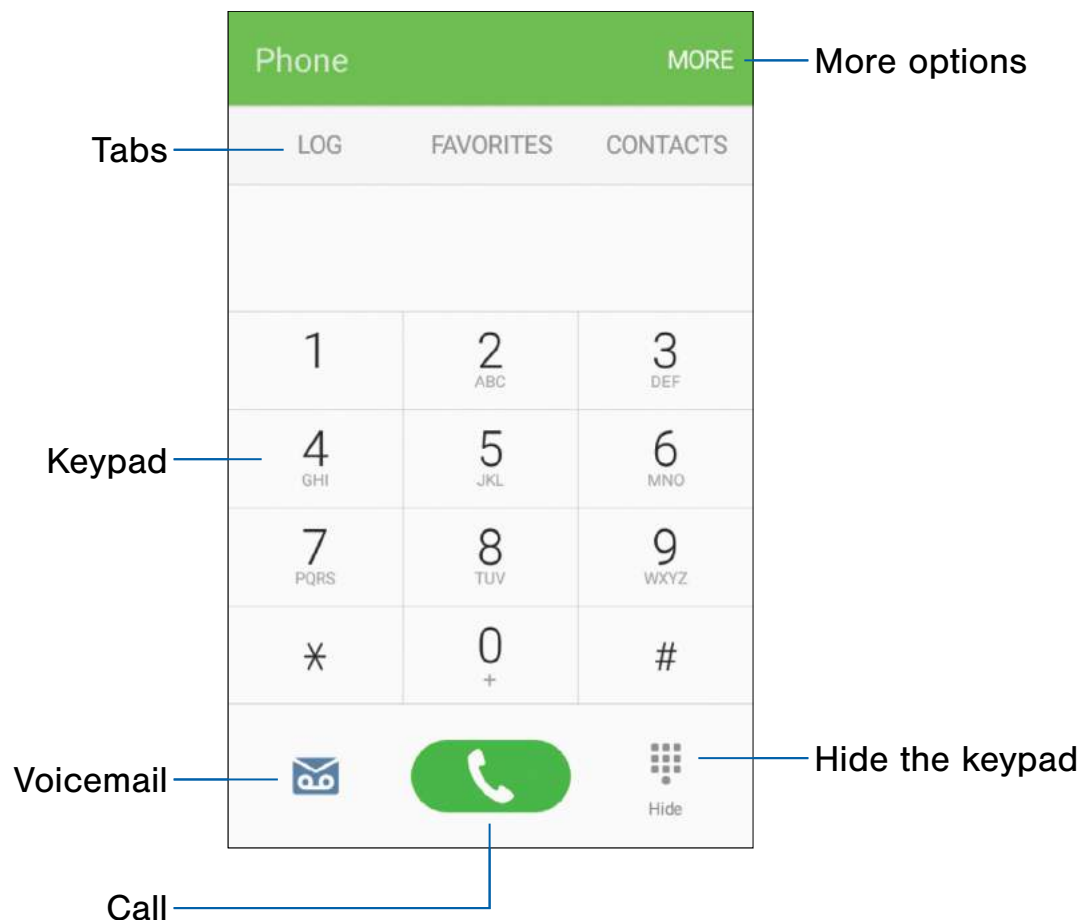 Phone MORE More options
Tabs LOG FAVORITES CONTACTS
1 2 3
ABC DEF
Keypad 4 5 6
GHI JKL MNO
7 8 9
PQRS TUV WXYZ
* 0 #
+
Voicemail Hide the keypad
Hide
Call